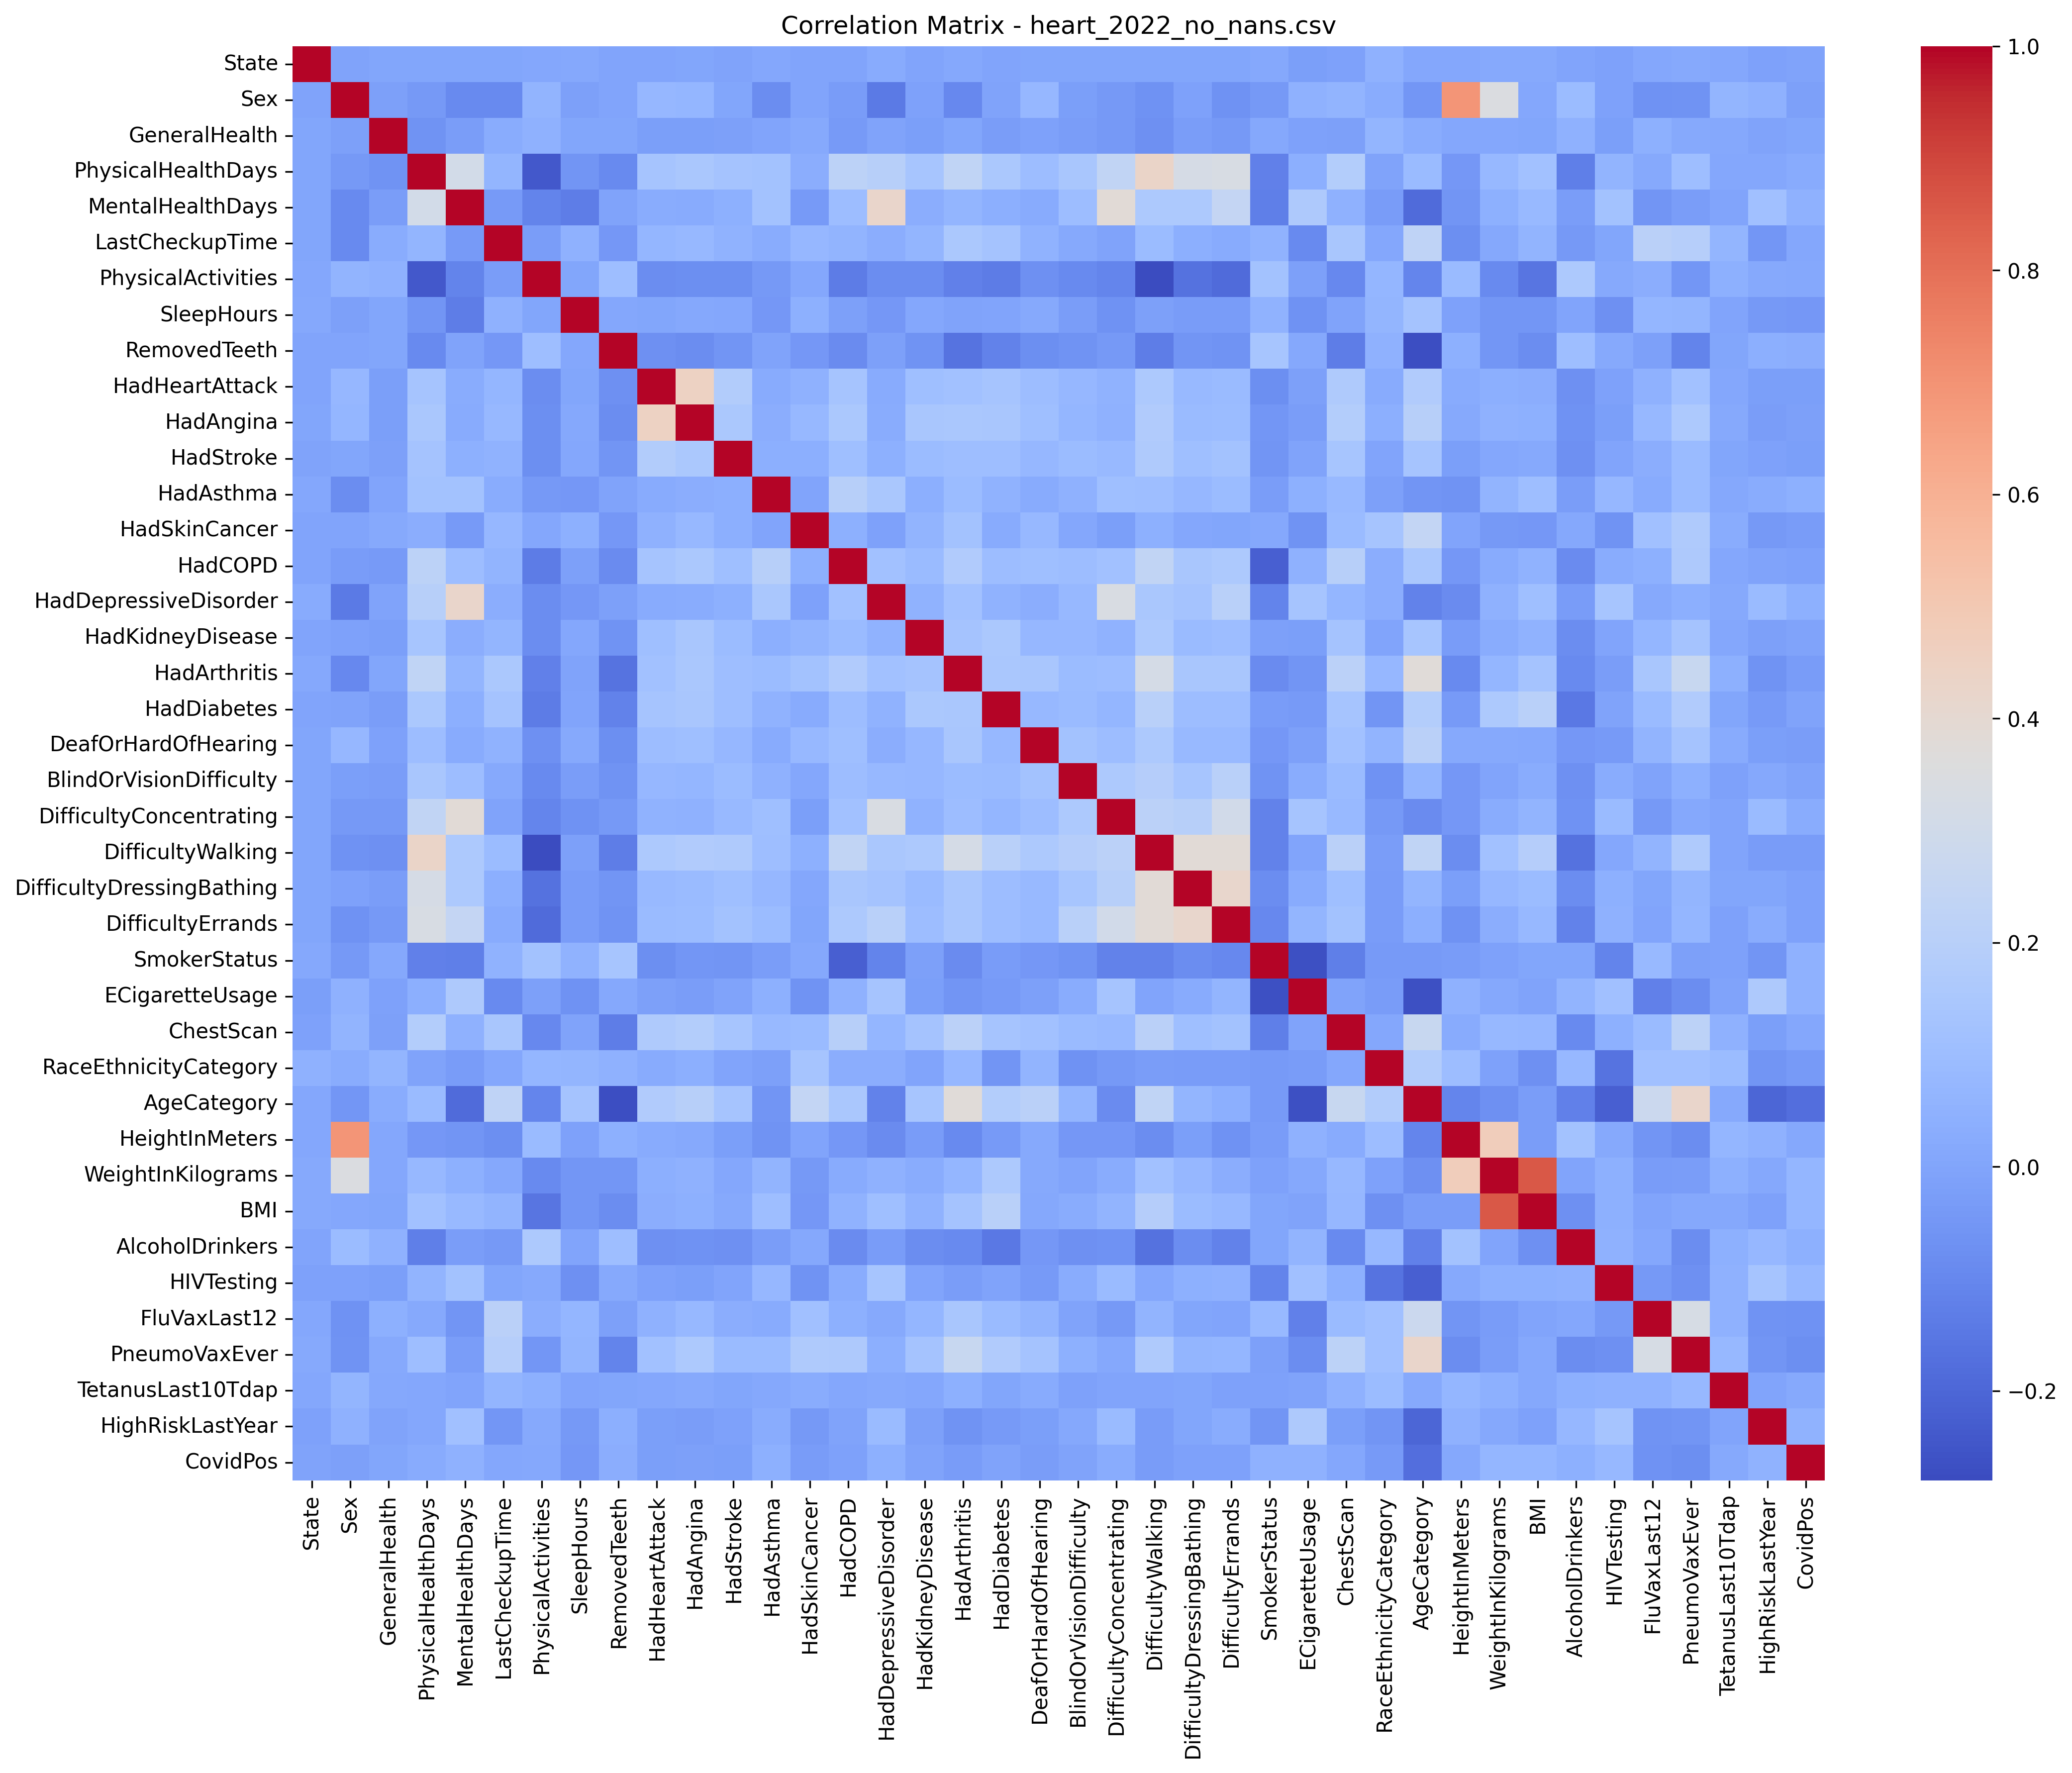 Correlation Matrix - heart_2022_no_nans.csv
State
Sex
GeneralHealth
PhysicalHealthDays
MentalHealthDays
LastCheckupTime
PhysicalActivities
SleepHours
RemovedTeeth
HadHeartAttack
HadAngina
HadStroke
HadAsthma
HadSkinCancer
HadCOPD
HadDepressiveDisorder
HadKidneyDisease
HadArthritis
HadDiabetes
DeafOrHardOfHearing
BlindOrVisionDifficulty
DifficultyConcentrating
DifficultyWalking
DifficultyDressingBathing
DifficultyErrands
SmokerStatus
ECigaretteUsage
ChestScan
RaceEthnicityCategory
AgeCategory
HeightInMeters
WeightInKilograms
BMI
AlcoholDrinkers
HIVTesting
FluVaxLast12
PneumoVaxEver
TetanusLast10Tdap
HighRiskLastYear
CovidPos
State
Sex
GeneralHealth
PhysicalHealthDays
MentalHealthDays
LastCheckupTime
PhysicalActivities
SleepHours
RemovedTeeth
HadHeartAttack
HadAngina
HadStroke
HadAsthma
HadSkinCancer
HadCOPD
HadDepressiveDisorder
HadKidneyDisease
HadArthritis
HadDiabetes
DeafOrHardOfHearing
BlindOrVisionDifficulty
DifficultyConcentrating
DifficultyWalking
DifficultyDressingBathing
DifficultyErrands
SmokerStatus
ECigaretteUsage
ChestScan
RaceEthnicityCategory
AgeCategory
HeightInMeters
WeightInKilograms
BMI
AlcoholDrinkers
HIVTesting
FluVaxLast12
PneumoVaxEver
TetanusLast10Tdap
HighRiskLastYear
CovidPos
1.0
0.8
0.6
0.4
0.2
0.0
−0.2